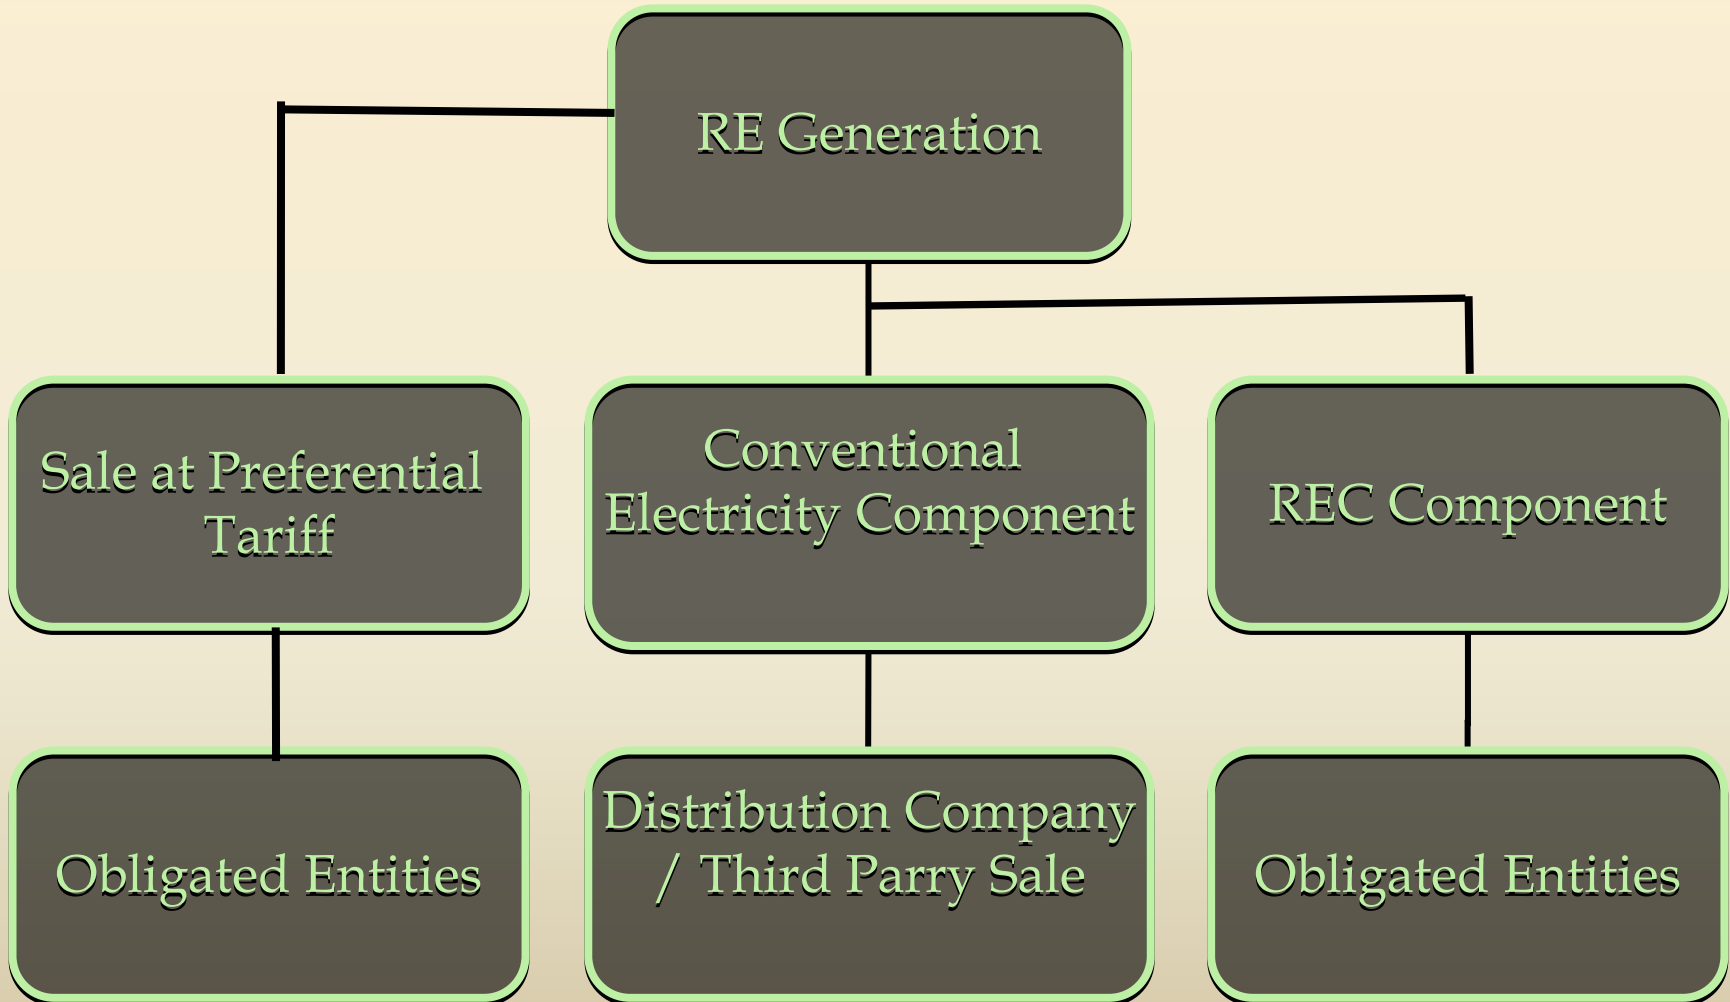 RE Generation
Sale at Preferential
Tariff
Conventional
Electricity Component
REC Component
Obligated Entities
Distribution Company
/ Third Parry Sale
Obligated Entities